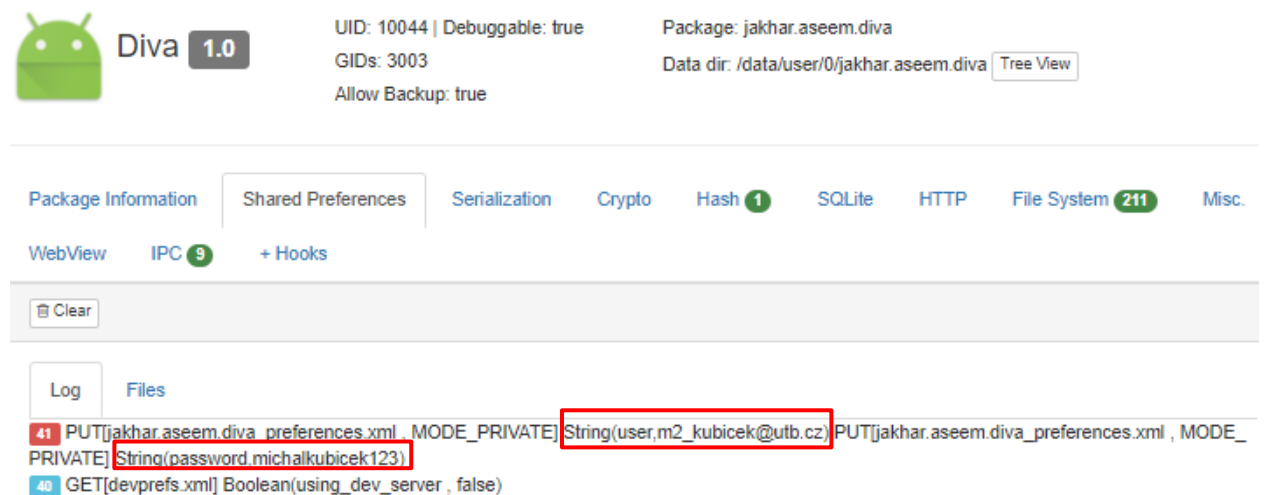 Diva 1.0
UID: 10044 | Debuggable: true
GIDs: 3003
Allow Backup: true
Package: jakhar.aseem.diva
Data dir: /data/user/0/jakhar.aseem.diva Tree View
Package Information Shared Preferences Serialization Crypto Hash 1 SQLite HTTP File System 211 Misc.
WebView IPC 9 + Hooks
Clear
Log Files
41 PUT[jakhar.aseem.diva_preferences.xml , MODE_PRIVATE] String(user,m2_kubicek@utb.cz) PUT[jakhar.aseem.diva_preferences.xml , MODE_
PRIVATE] String(password,michalkubicek123)
40 GET[devprefs.xml] Boolean(using_dev_server , false)